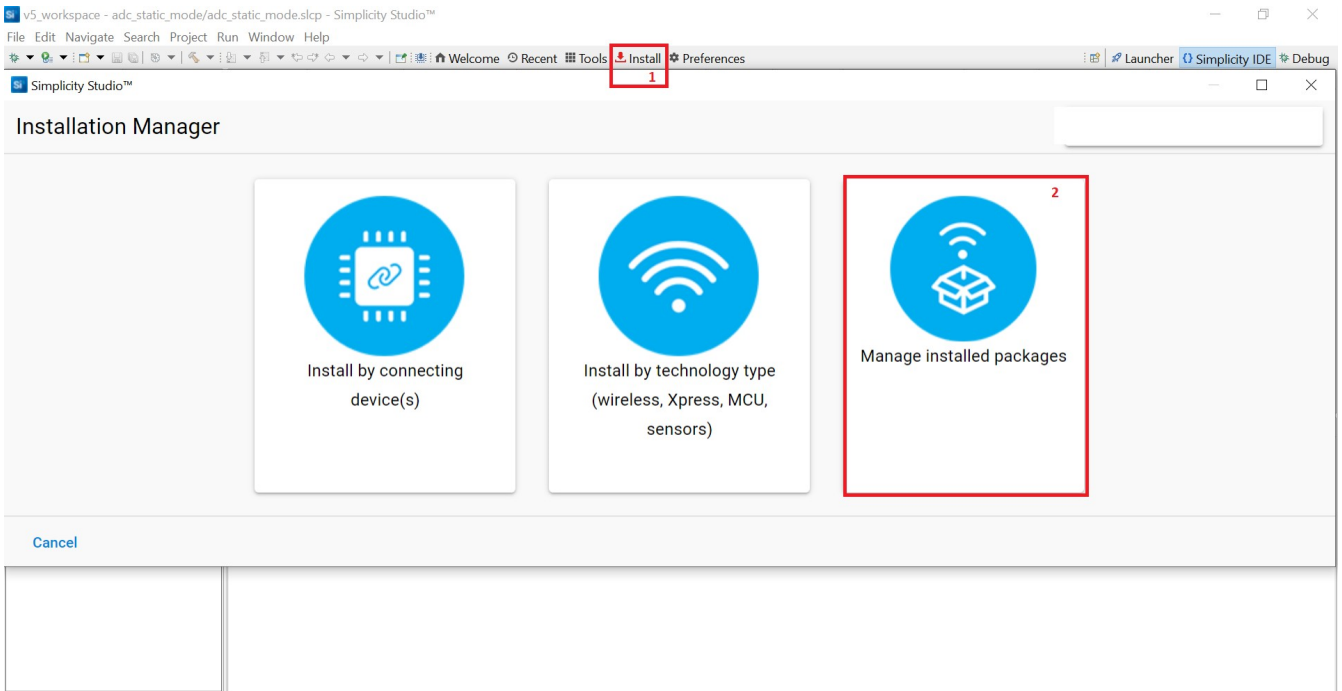 Si v5_workspace - adc_static_mode/adc_static_mode.slcp - Simplicity Studio™
File Edit Navigate Search Project Run Window Help
Welcome Recent Tools Install Preferences Launcher Simplicity IDE Debug
1
Si Simplicity Studio™
Installation Manager
2
Install by connecting
device(s)
Install by technology type
(wireless, Xpress, MCU,
sensors)
Manage installed packages
Cancel